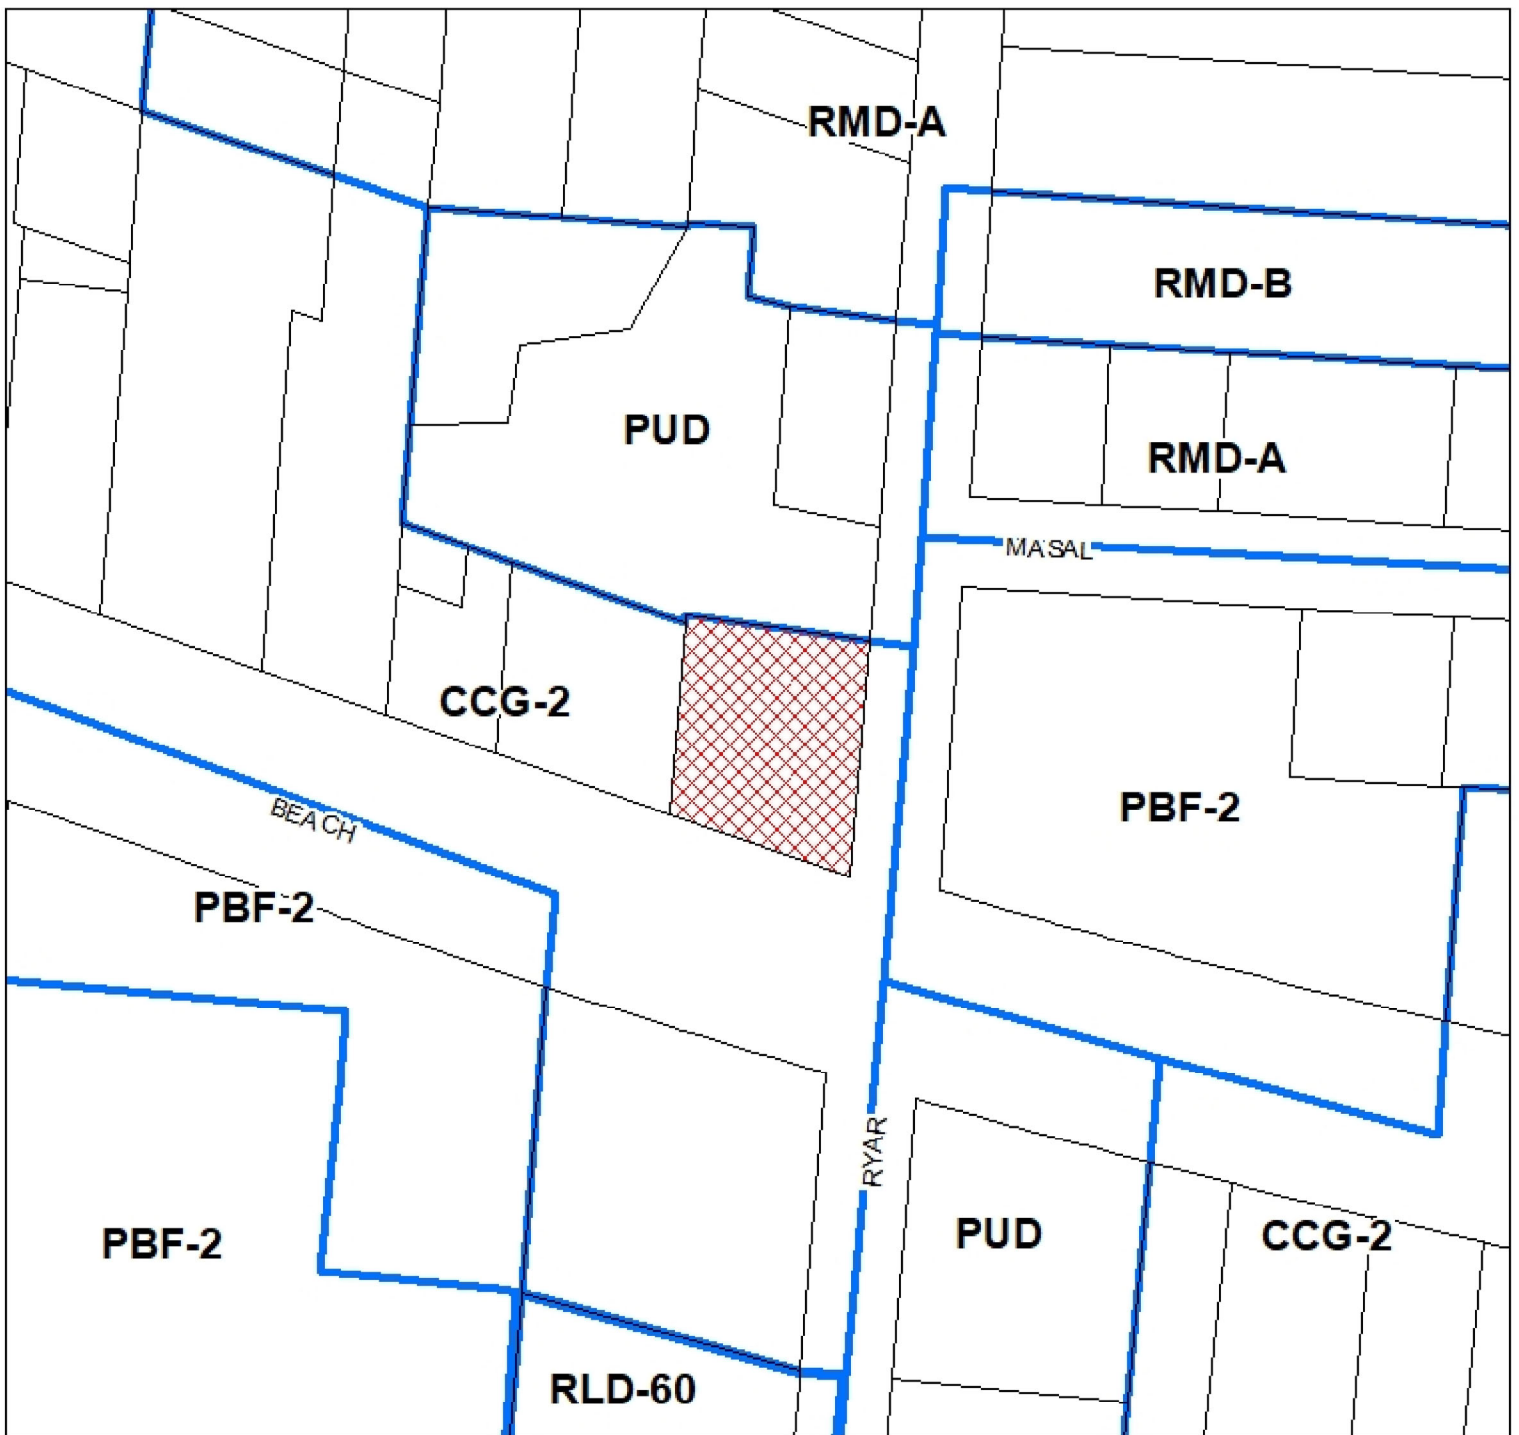 RMD-A
RMD-B
PUD
RMD-A
MASAL
CCG-2
PBF-2
BEACH
PBF-2
RYAR
PUD
CCG-2
PBF-2
RLD-60